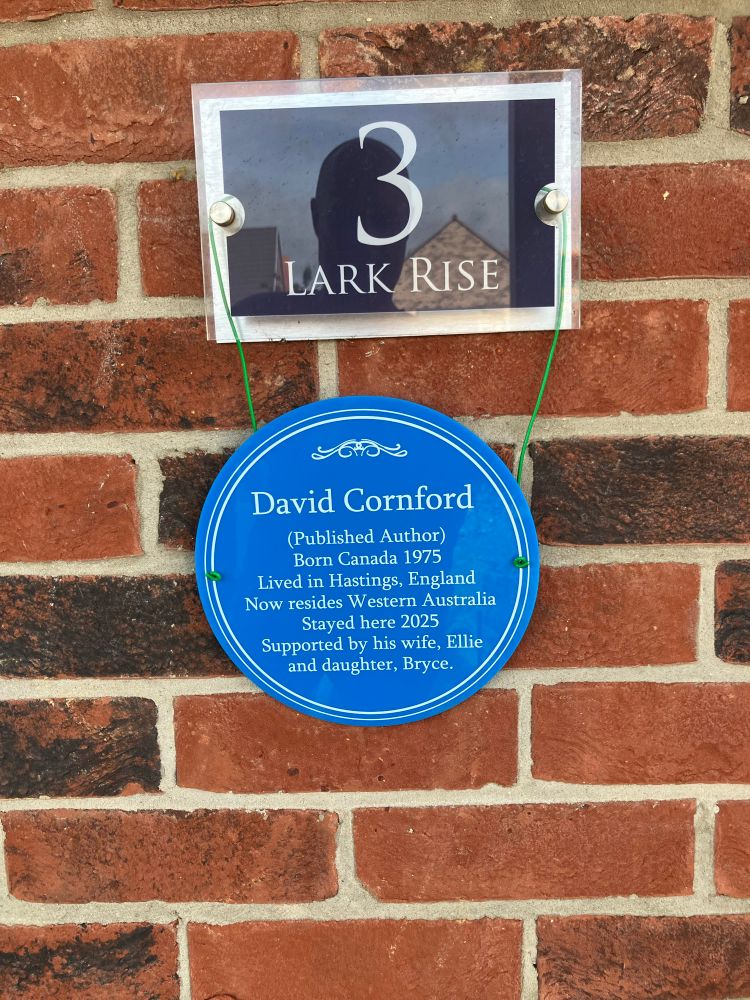 3
LARK RISE
David Cornford
(Published Author)
Born Canada 1975
Lived in Hastings, England
Now resides Western Australia
Stayed here 2025
Supported by his wife, Ellie
and daughter, Bryce.